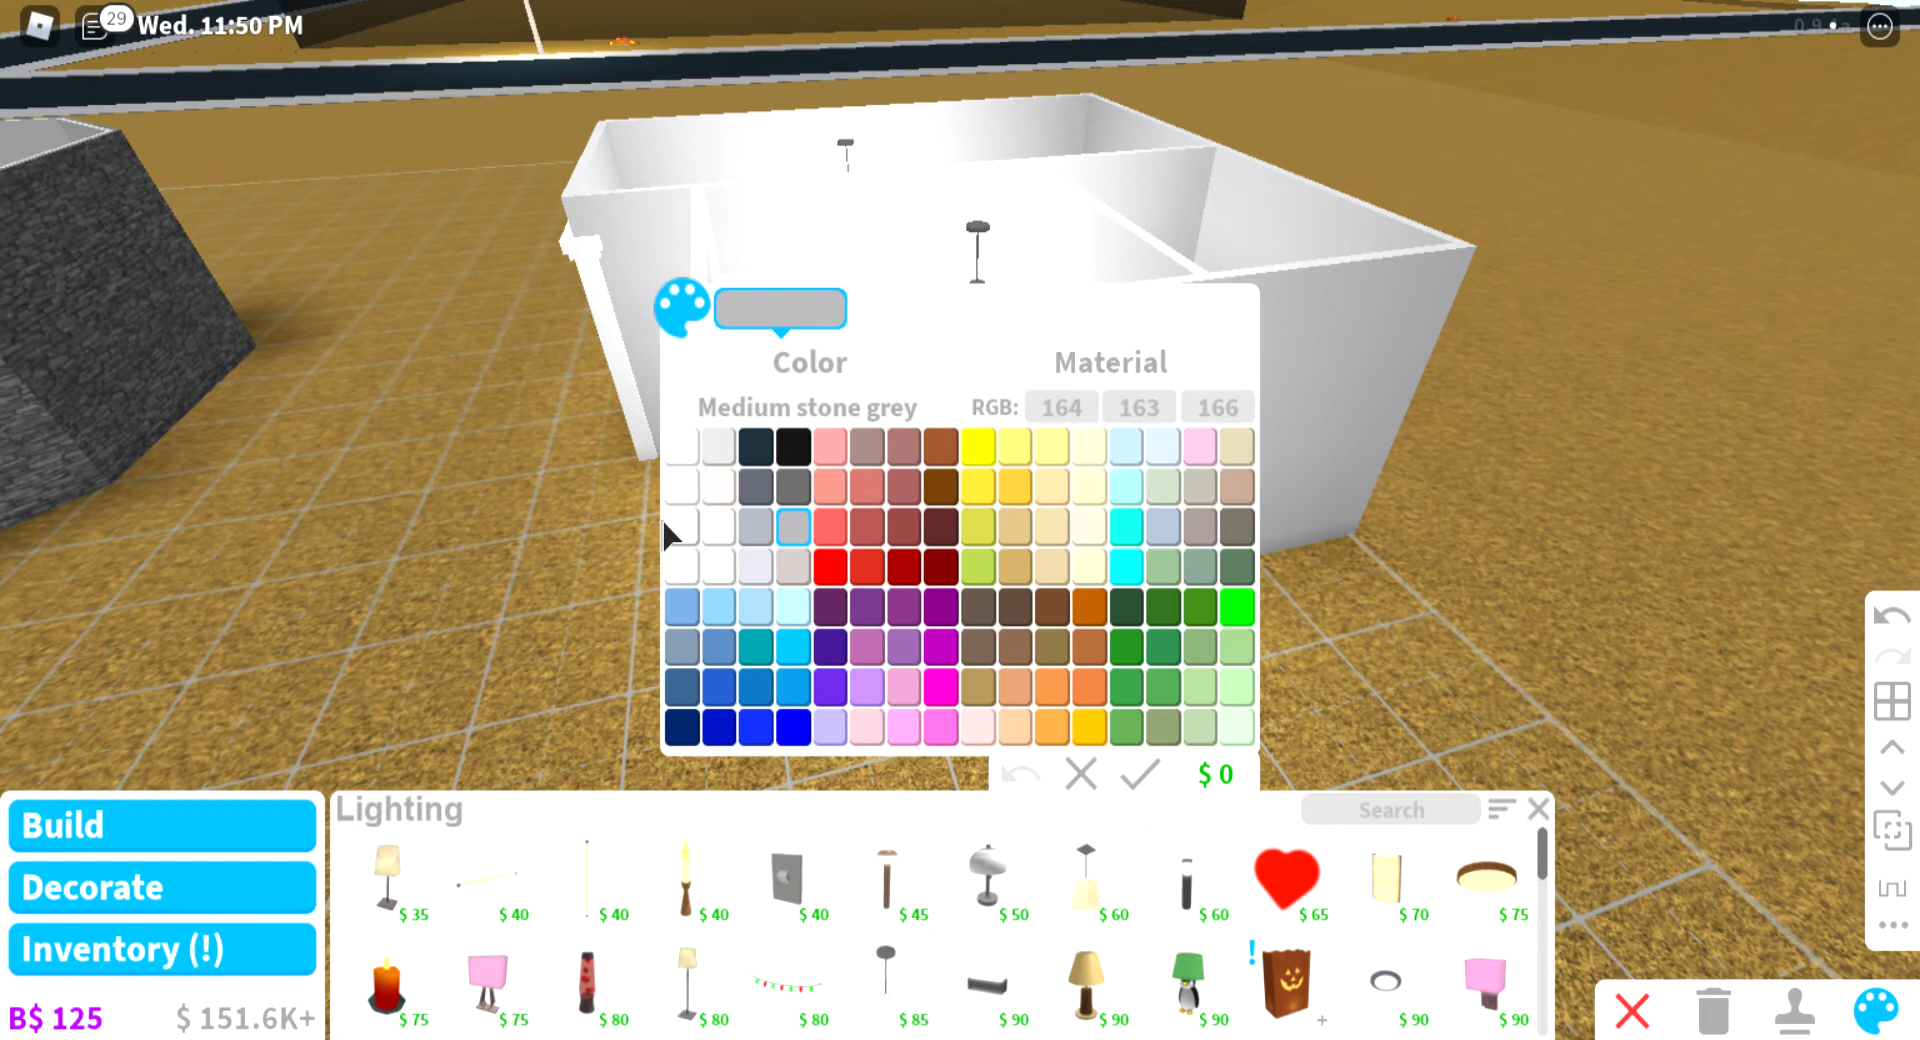 29
Wed. 11:50 PM
Color
Material
Medium stone grey
RGB: 164 163 166
$ 0
Build
Decorate
Inventory (!)
B$ 125
$ 151.6K+
Lighting
Search
$ 35
$ 40
$ 40
$ 40
$ 40
$ 45
$ 50
$ 60
$ 60
$ 65
$ 70
$ 75
!
$ 75
$ 75
$ 80
$ 80
$ 80
$ 85
$ 90
$ 90
$ 90
+
$ 90
$ 90